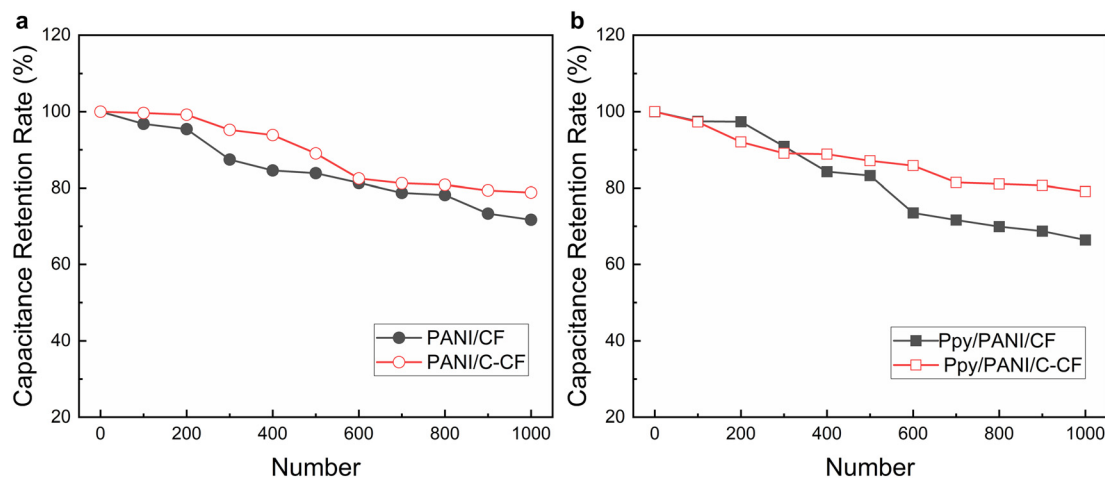 a
120
100
80
60
40
20
Capacitance Retention Rate (%)
PANI/CF
PANI/C-CF
0
200
400
600
800
1000
Number
b
120
100
80
60
40
20
Capacitance Retention Rate (%)
Ppy/PANI/CF
Ppy/PANI/C-CF
0
200
400
600
800
1000
Number